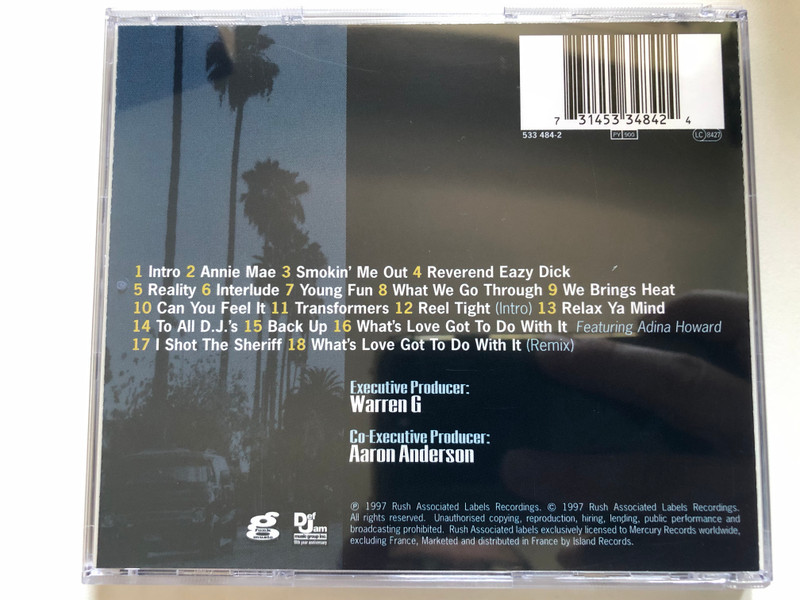 7 31453 34842 4
533 484-2 PY 900 LC 8427
1 Intro 2 Annie Mae 3 Smokin' Me Out 4 Reverend Eazy Dick
5 Reality 6 Interlude 7 Young Fun 8 What We Go Through 9 We Brings Heat
10 Can You Feel It 11 Transformers 12 Reel Tight (Intro) 13 Relax Ya Mind
14 To All D.J.'s 15 Back Up 16 What's Love Got To Do With It Featuring Adina Howard
17 I Shot The Sheriff 18 What's Love Got To Do With It (Remix)
Executive Producer:
Warren G
Co-Executive Producer:
Aaron Anderson
℗ 1997 Rush Associated Labels Recordings. © 1997 Rush Associated Labels Recordings.
All rights reserved. Unauthorised copying, reproduction, hiring, lending, public performance and
broadcasting prohibited. Rush Associated labels exclusively licensed to Mercury Records worldwide,
excluding France, Marketed and distributed in France by Island Records.
Def
Jam
music group inc.